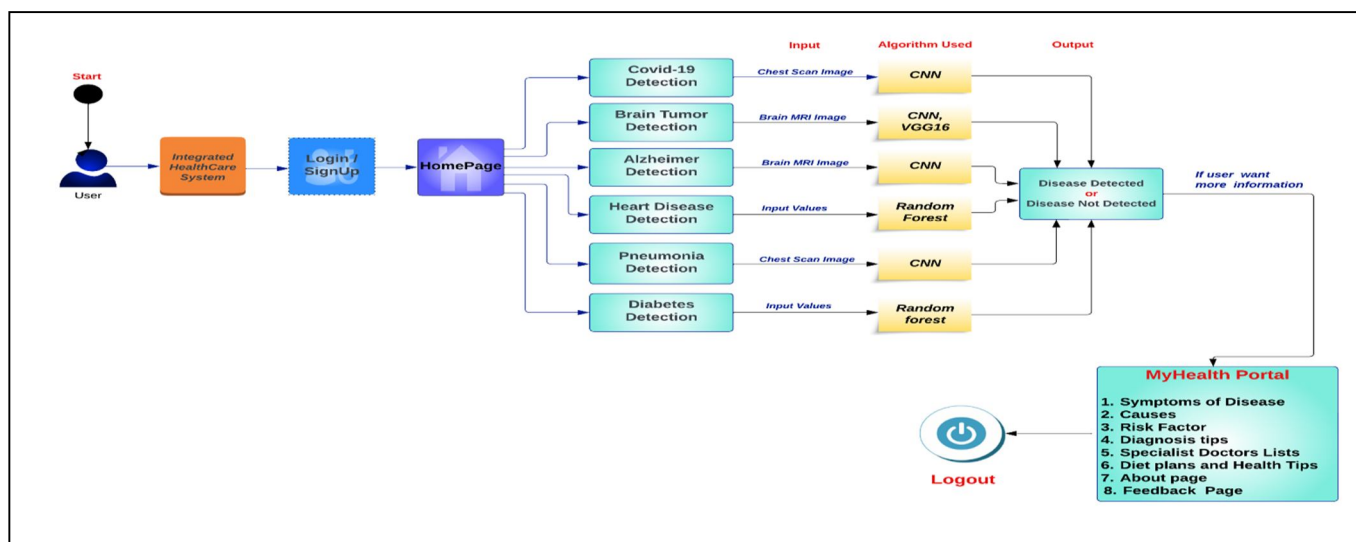 Start
User
Integrated
HealthCare
System
Login /
SignUp
HomePage
Input
Algorithm Used
Output
Covid-19
Detection
Chest Scan Image
CNN
Brain Tumor
Detection
Brain MRI Image
CNN,
VGG16
Alzheimer
Detection
Brain MRI Image
CNN
Heart Disease
Detection
Input Values
Random
Forest
Pneumonia
Detection
Chest Scan Image
CNN
Diabetes
Detection
Input Values
Random
forest
Disease Detected
or
Disease Not Detected
If user want
more information
MyHealth Portal
1. Symptoms of Disease
2. Causes
3. Risk Factor
4. Diagnosis tips
5. Specialist Doctors Lists
6. Diet plans and Health Tips
7. About page
8. Feedback Page
Logout